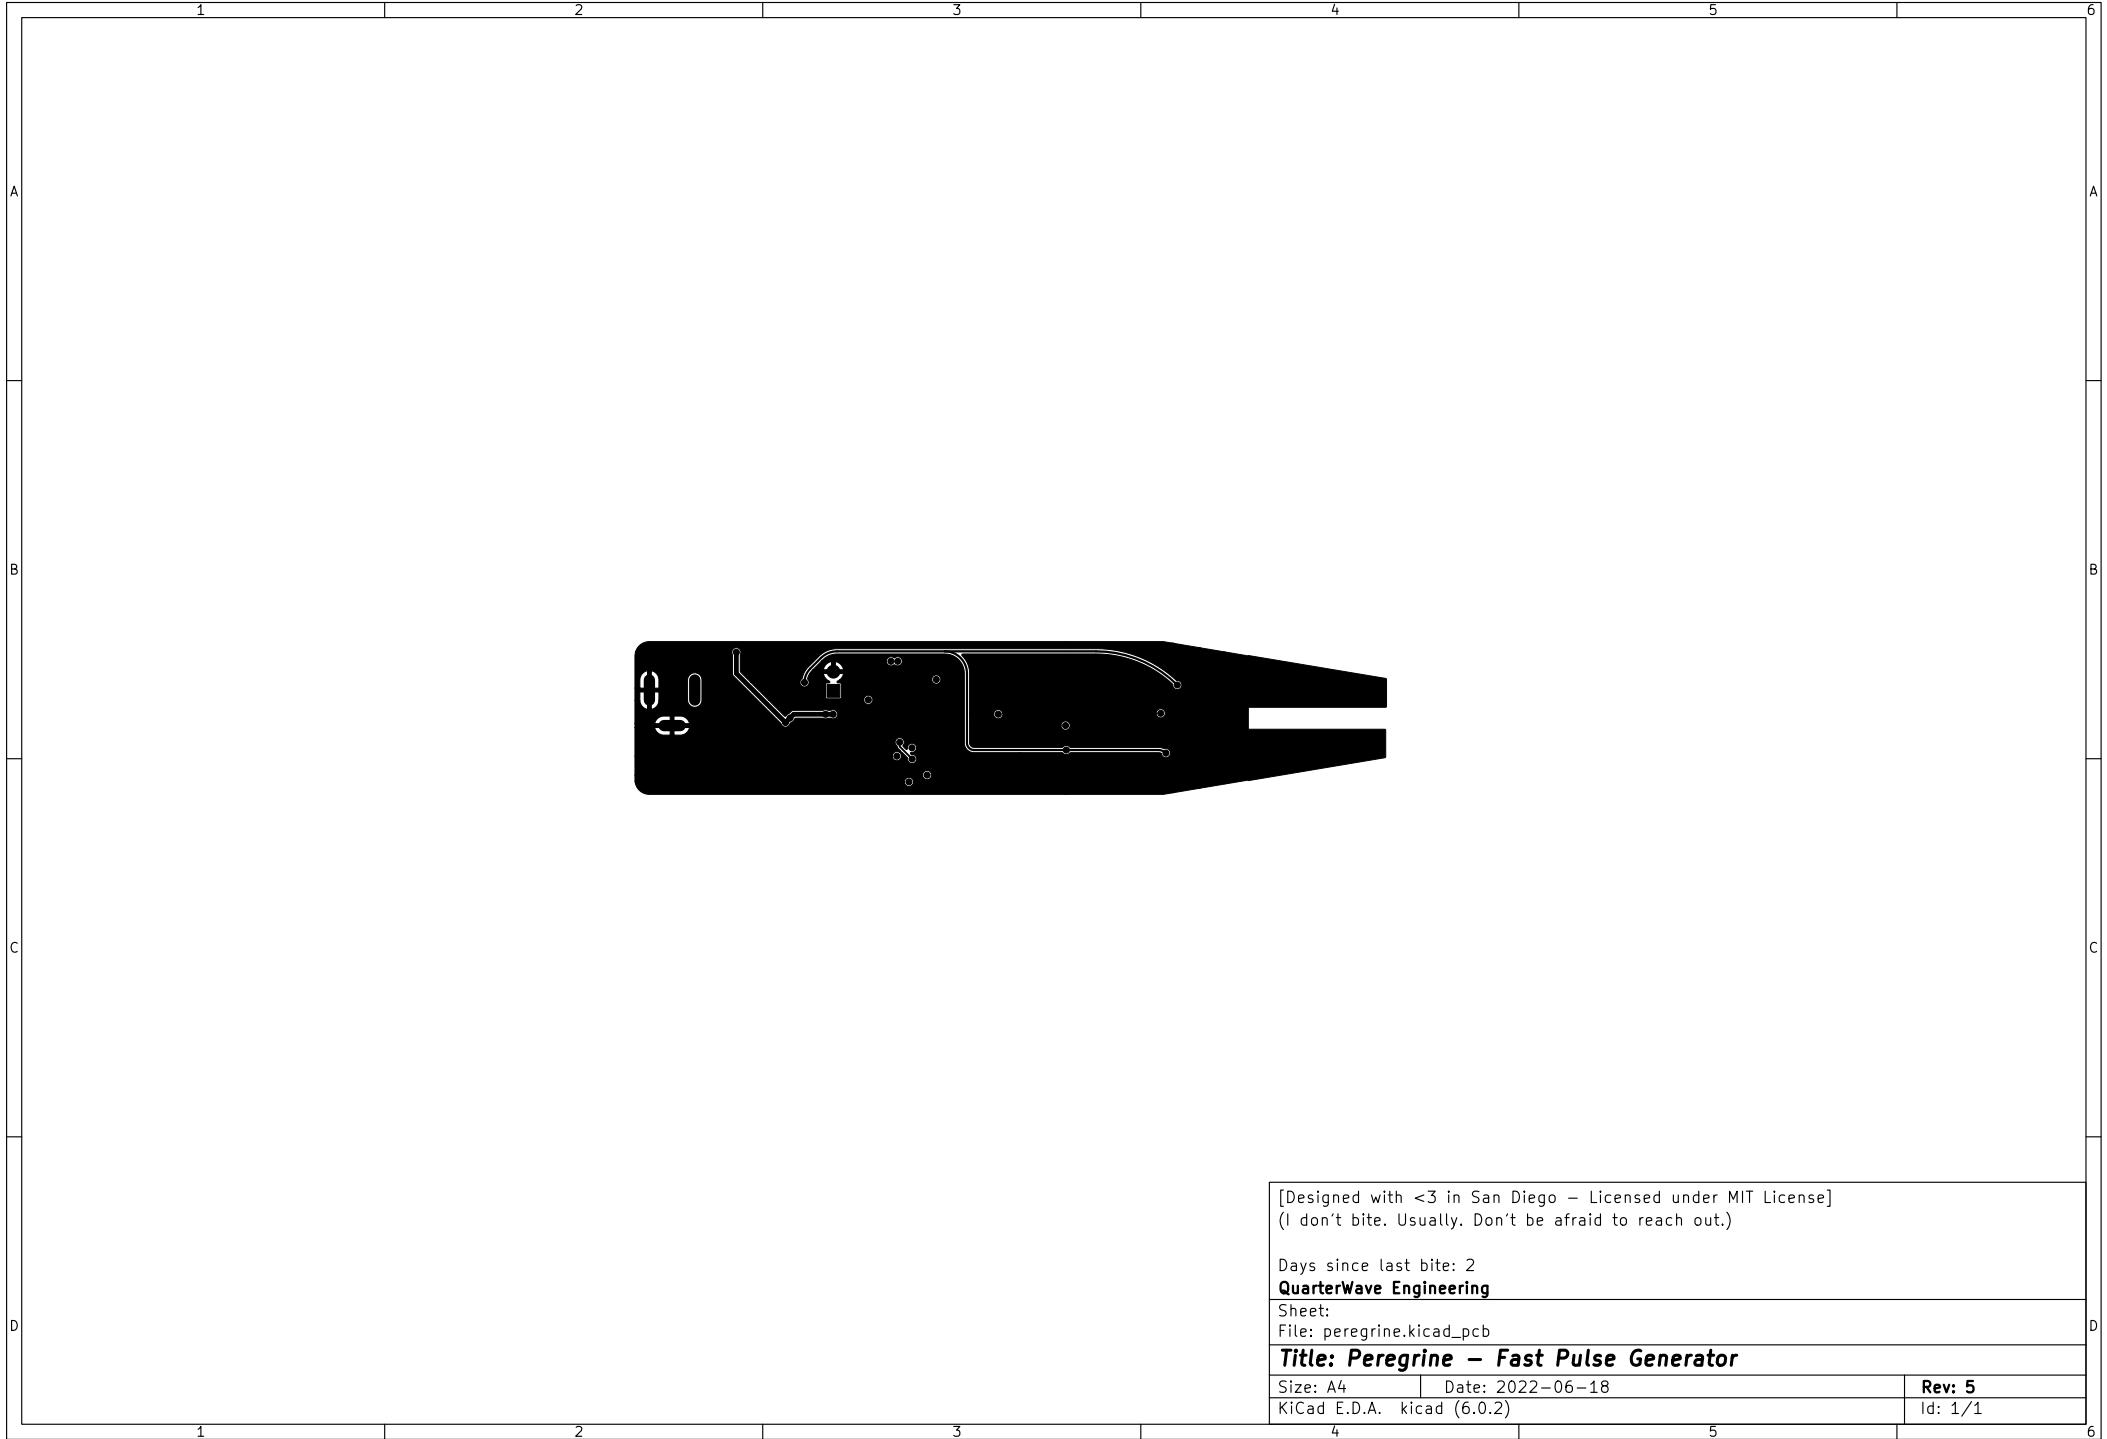 1 2 3 4 5 6
A A
B B
C C
[Designed with <3 in San Diego – Licensed under MIT License]
(I don't bite. Usually. Don't be afraid to reach out.)
Days since last bite: 2
QuarterWave Engineering
Sheet:
D D
File: peregrine.kicad_pcb
Title: Peregrine – Fast Pulse Generator
Size: A4 Date: 2022–06–18 Rev: 5
KiCad E.D.A. kicad (6.0.2) Id: 1/1
1 2 3 4 5 6